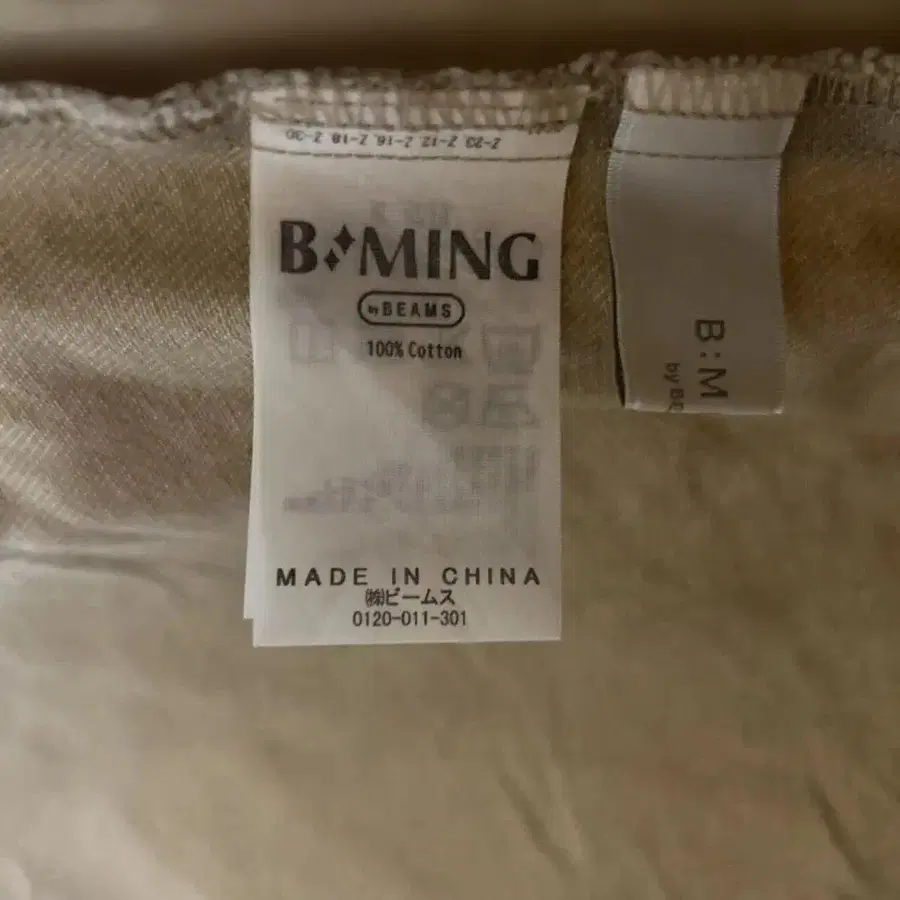 Z-23, Z-12, Z-16, Z-18, Z-30
B MING
by BEAMS
100% Cotton
MADE IN CHINA
㈱ビームス
0120-011-301
B:M
by